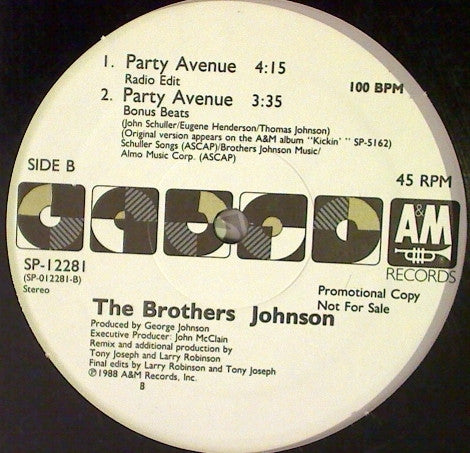 1. Party Avenue 4:15
Radio Edit
100 BPM
2. Party Avenue 3:35
Bonus Beats
(John Schuller/Eugene Henderson/Thomas Johnson)
(Original version appears on the A&M album "Kickin' " SP-5162)
Schuller Songs (ASCAP)/Brothers Johnson Music/
Almo Music Corp. (ASCAP)
SIDE B
45 RPM
A&M
RECORDS
SP-12281
(SP-012281-B)
Stereo
Promotional Copy
Not For Sale
The Brothers Johnson
Produced by George Johnson
Executive Producer: John McClain
Remix and additional production by
Tony Joseph and Larry Robinson
Final edits by Larry Robinson and Tony Joseph
Ⓟ1988 A&M Records, Inc.
B